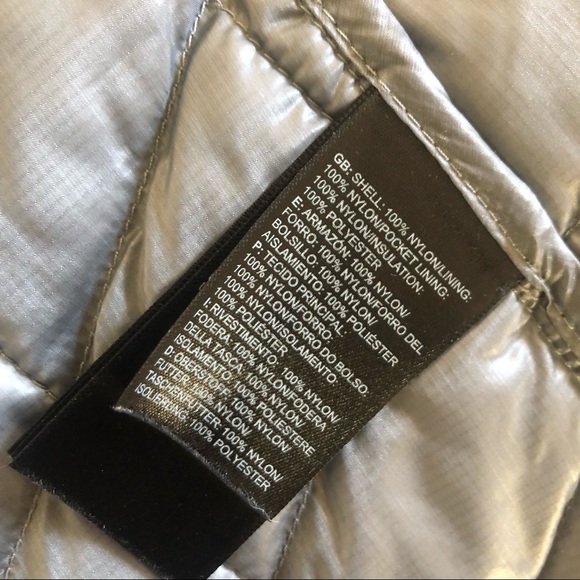 GB: SHELL: 100% NYLON/LINING:
100% NYLON/POCKET LINING:
100% NYLON/INSULATION:
100% POLYESTER
E: ARMAZÓN: 100% NYLON/
FORRO: 100% NYLON/FORRO DEL
BOLSILLO: 100% NYLON/
AISLAMIENTO: 100% POLIÉSTER
P: TECIDO PRINCIPAL
100% NYLON/FORRO:
100% NYLON/FORRO DO BOLSO.
100% NYLON/ISOLAMENTO:
100% POLIÉSTER
I: RIVESTIMENTO: 100% NYLON/
FODERA: 100% NYLON/FODERA
DELLA TASCA: 100% NYLON/
ISOLAMENTO: 100% POLIESTERE
D: OBERSTOFF: 100% NYLON/
FUTTER: 100% NYLON/
TASCHENFUTTER: 100% NYLON/
ISOLIERUNG: 100% POLYESTER